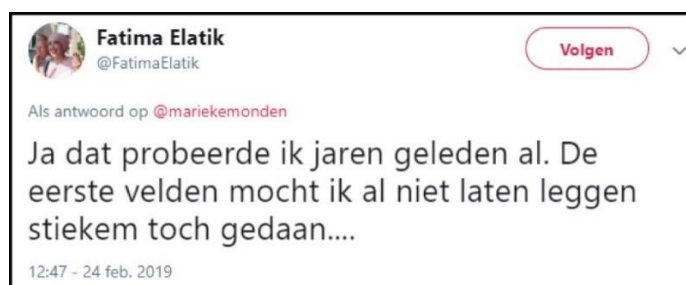 Fatima Elatik
Volgen
@FatimaElatik
Als antwoord op @mariekemonden
Ja dat probeerde ik jaren geleden al. De
eerste velden mocht ik al niet laten leggen
stiekem toch gedaan....
12:47 - 24 feb. 2019